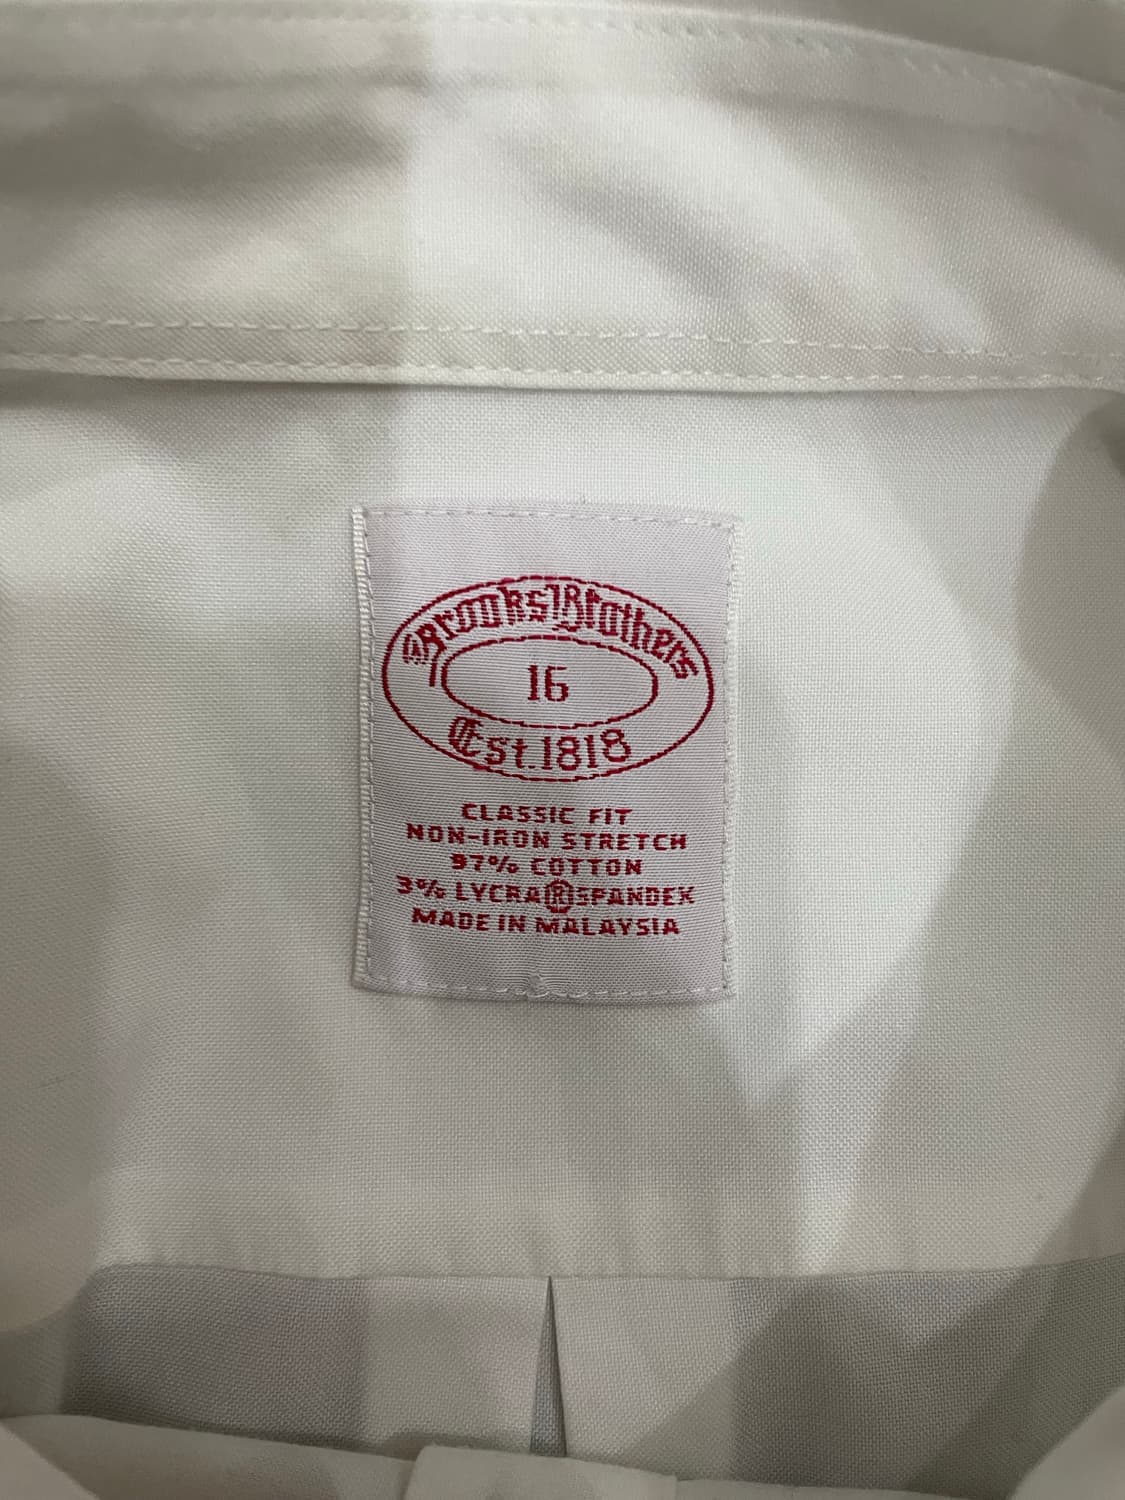 Brooks Brothers
16
Est. 1818
CLASSIC FIT
NON-IRON STRETCH
97% COTTON
3% LYCRA®SPANDEX
MADE IN MALAYSIA